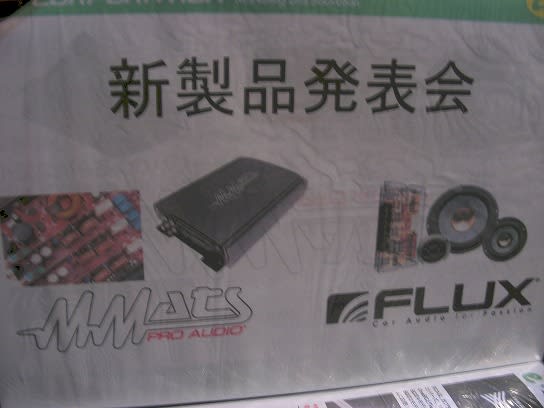 新製品発表会
MMATS
PRO AUDIO
FLUX
Car Audio for Passion